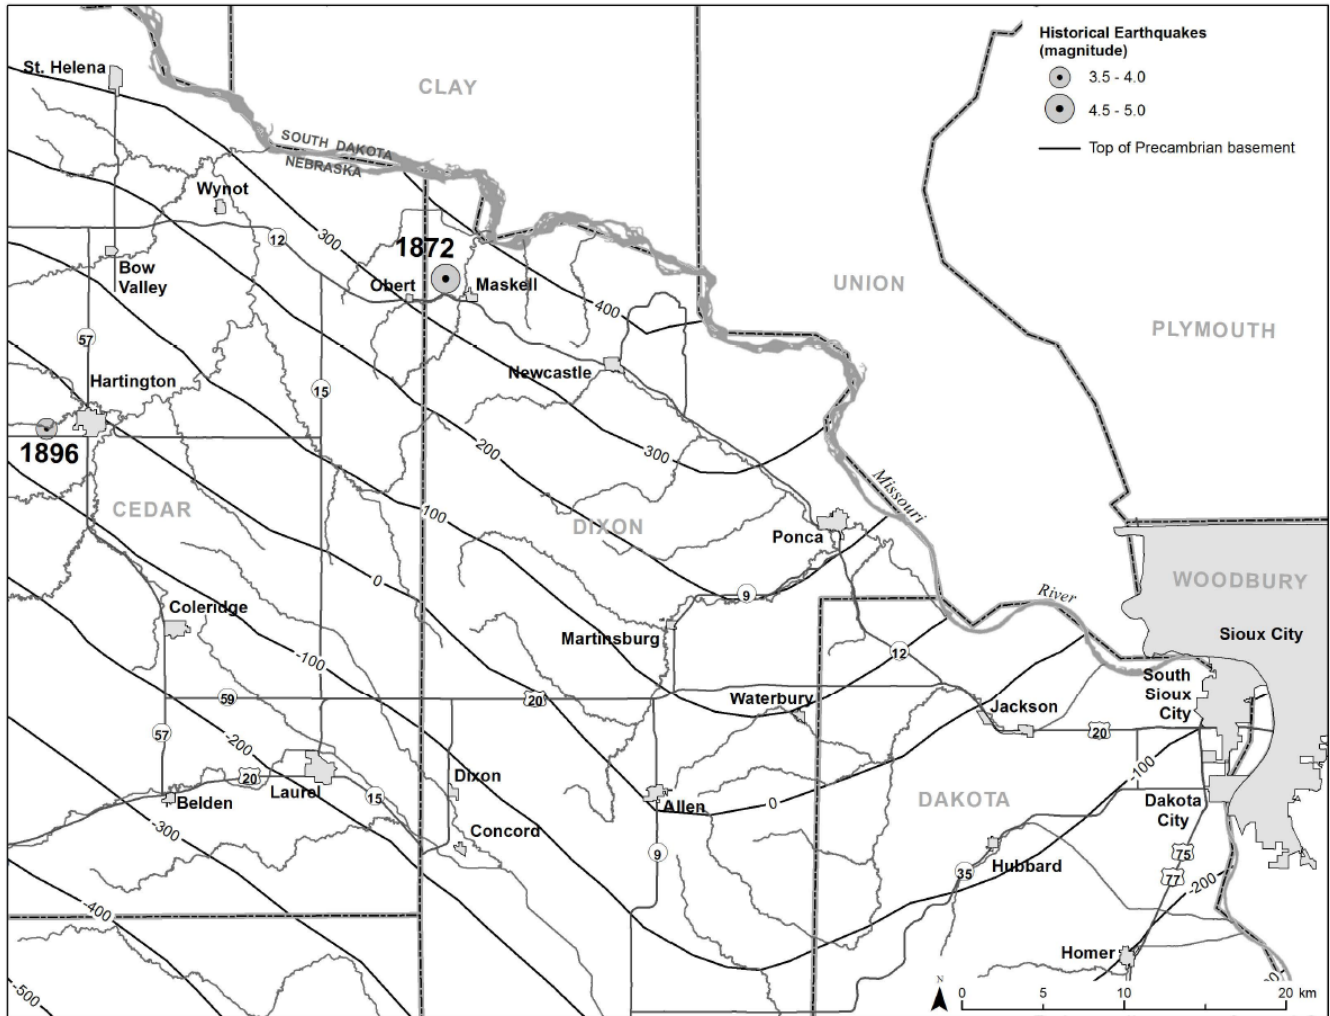 Historical Earthquakes
(magnitude)
3.5 - 4.0
4.5 - 5.0
Top of Precambrian basement
St. Helena
CLAY
SOUTH DAKOTA
NEBRASKA
Wynot
12
300
1872
Bow
Valley
Obert
Maskell
400
UNION
PLYMOUTH
57
Hartington
15
Newcastle
1896
200
300
CEDAR
100
DIXON
Missouri
Ponca
0
9
River
WOODBURY
Coleridge
Martinsburg
Sioux City
-100
12
59
20
Waterbury
Jackson
South
Sioux
City
57
-200
20
-100
20
Laurel
15
Dixon
Belden
Allen
0
DAKOTA
Dakota
City
-300
Concord
9
35
Hubbard
75
77
-200
-400
Homer
-500
N
0
5
10
20 km